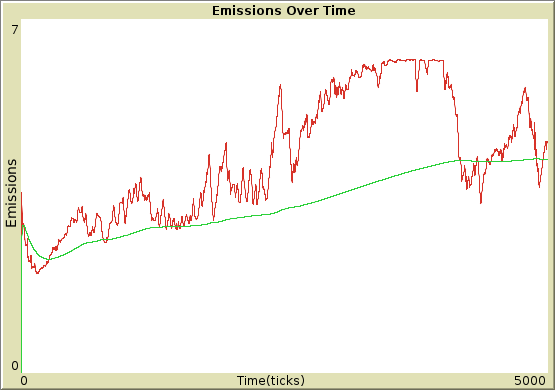 Emissions Over Time
7
Emissions
0
0 Time(ticks) 5000